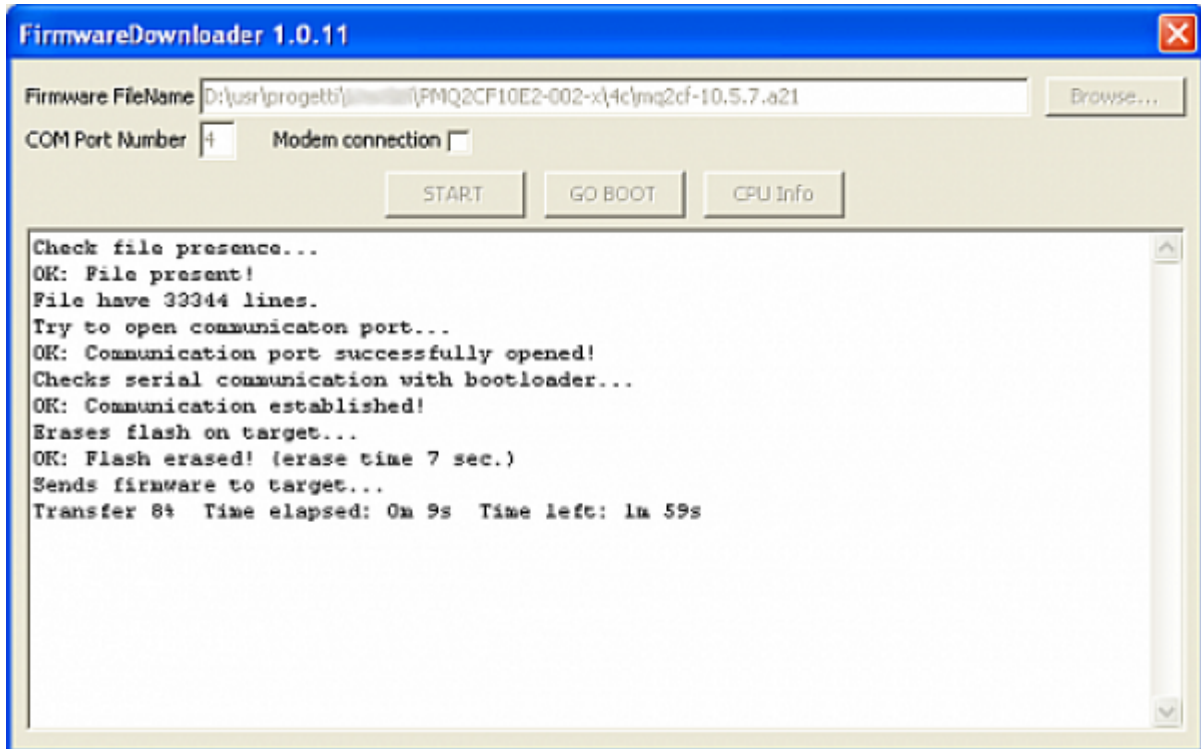 FirmwareDownloader 1.0.11
Firmware FileName D:\usr\progetti\ \PMQ2CF10E2-002-x\4c\mq2cf-10.5.7.a21 Browse...
COM Port Number 4 Modem connection
START GO BOOT CPU Info
Check file presence...
OK: File present!
File have 33344 lines.
Try to open communicaton port...
OK: Communication port successfully opened!
Checks serial communication with bootloader...
OK: Communication established!
Erases flash on target...
OK: Flash erased! (erase time 7 sec.)
Sends firmware to target...
Transfer 8% Time elapsed: 0m 9s Time left: 1m 59s